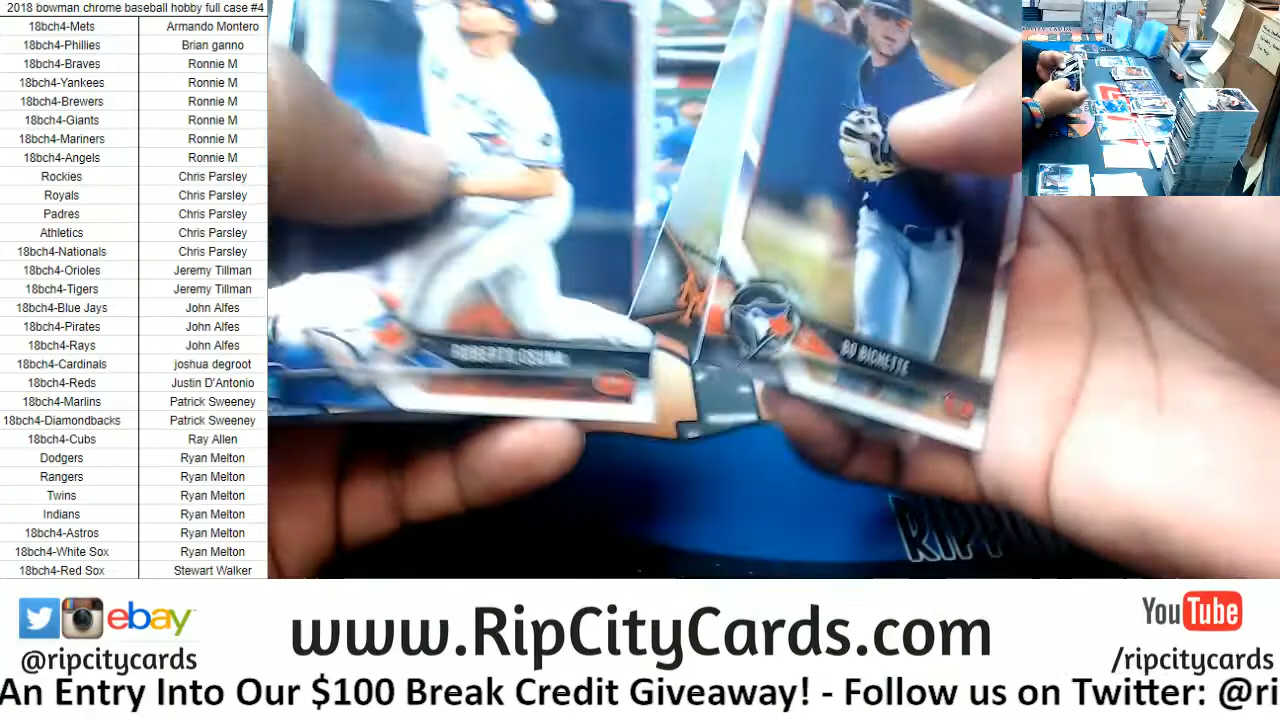 2018 bowman chrome baseball hobby full case #4
18bch4-Mets Armando Montero
18bch4-Phillies Brian ganno
18bch4-Braves Ronnie M
18bch4-Yankees Ronnie M
18bch4-Brewers Ronnie M
18bch4-Giants Ronnie M
18bch4-Mariners Ronnie M
18bch4-Angels Ronnie M
Rockies Chris Parsley
Royals Chris Parsley
Padres Chris Parsley
Athletics Chris Parsley
18bch4-Nationals Chris Parsley
18bch4-Orioles Jeremy Tillman
18bch4-Tigers Jeremy Tillman
18bch4-Blue Jays John Alfes
18bch4-Pirates John Alfes
18bch4-Rays John Alfes
18bch4-Cardinals joshua degroot
18bch4-Reds Justin D'Antonio
18bch4-Marlins Patrick Sweeney
18bch4-Diamondbacks Patrick Sweeney
18bch4-Cubs Ray Allen
Dodgers Ryan Melton
Rangers Ryan Melton
Twins Ryan Melton
Indians Ryan Melton
18bch4-Astros Ryan Melton
18bch4-White Sox Ryan Melton
18bch4-Red Sox Stewart Walker
ROBERTO OSUNA
BO BICHETTE
RIPP
ebay
@ripcitycards
www.RipCityCards.com
YouTube
/ripcitycards
An Entry Into Our $100 Break Credit Giveaway! - Follow us on Twitter: @ri